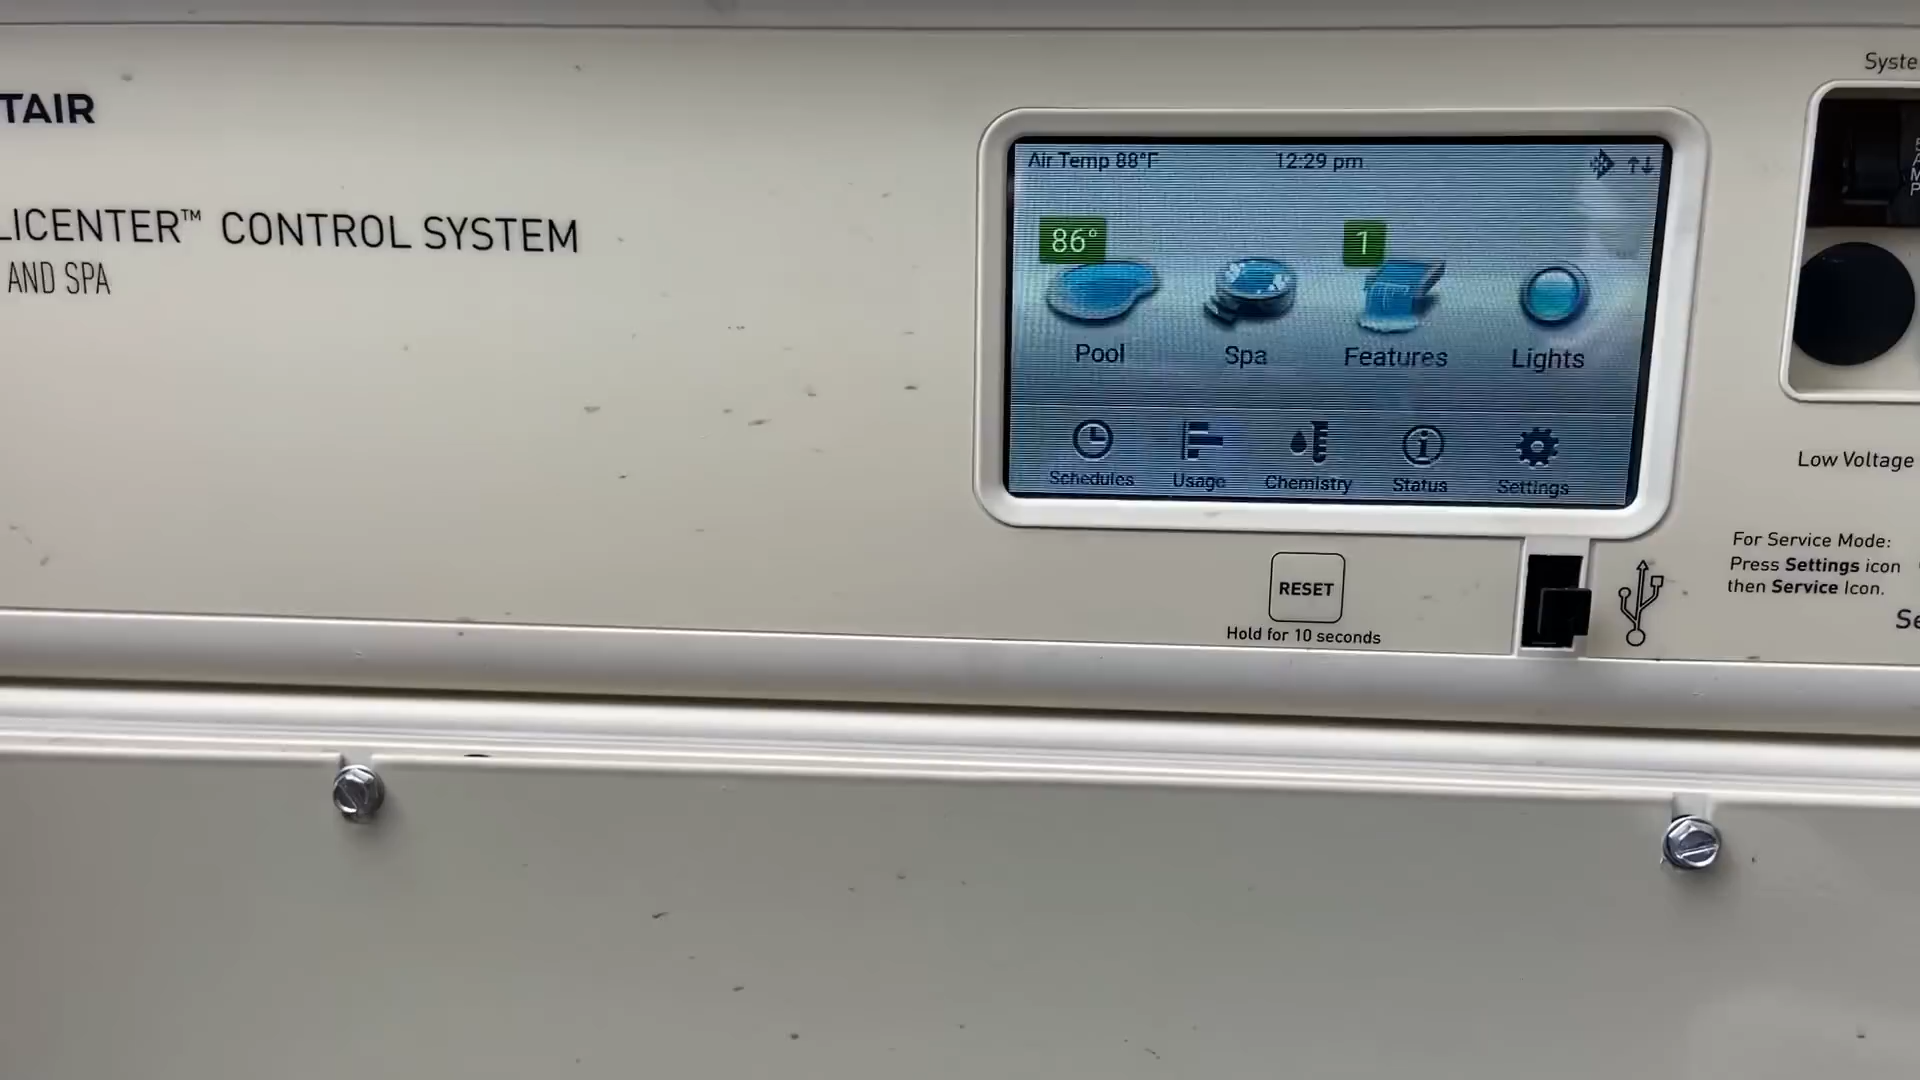 TAIR
LICENTER™ CONTROL SYSTEM
AND SPA
Air Temp 88°F
12:29 pm
86°
1
Pool
Spa
Features
Lights
Schedules
Usage
Chemistry
Status
Settings
RESET
Hold for 10 seconds
Syste
Low Voltage
For Service Mode:
Press Settings icon
then Service Icon.
Se